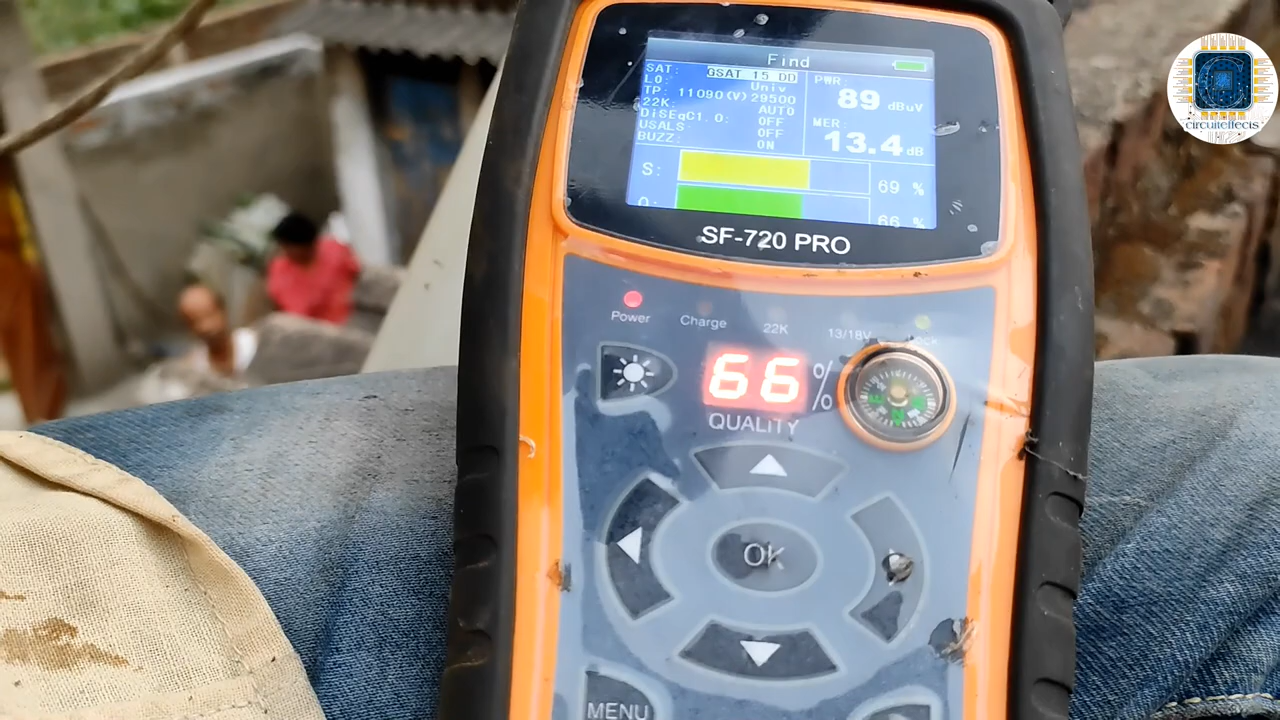 Find
SAT: GSAT 15 DD
LO: Univ
TP: 11090(V) 29500
22K: AUTO
DiSEqC1.0: OFF
USALS: OFF
BUZZ: ON
PWR:
89 dBuV
MER:
13.4 dB
S: 69 %
Q: 66 %
SF-720 PRO
Power
Charge
22K
13/18V
66 %
QUALITY
OK
MENU
circuiteffects